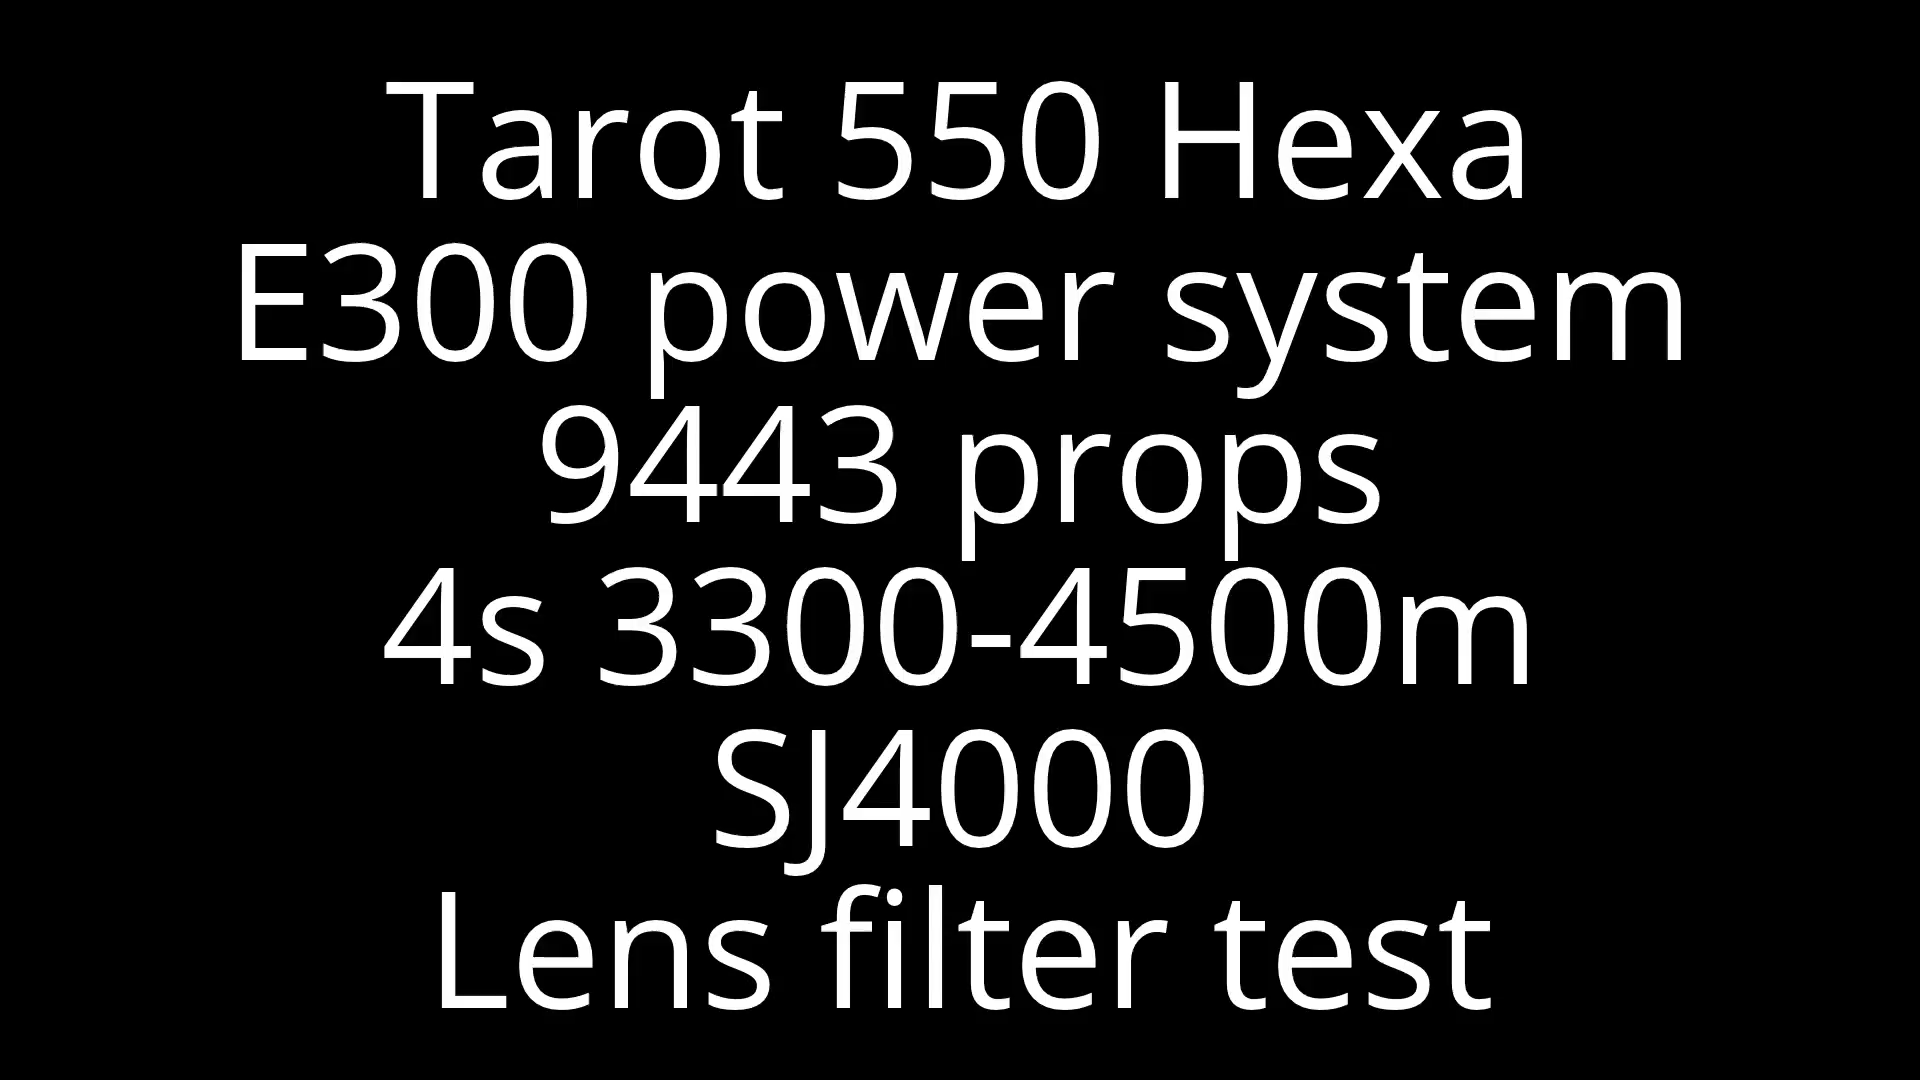 Tarot 550 Hexa
E300 power system
9443 props
4s 3300-4500m
SJ4000
Lens filter test